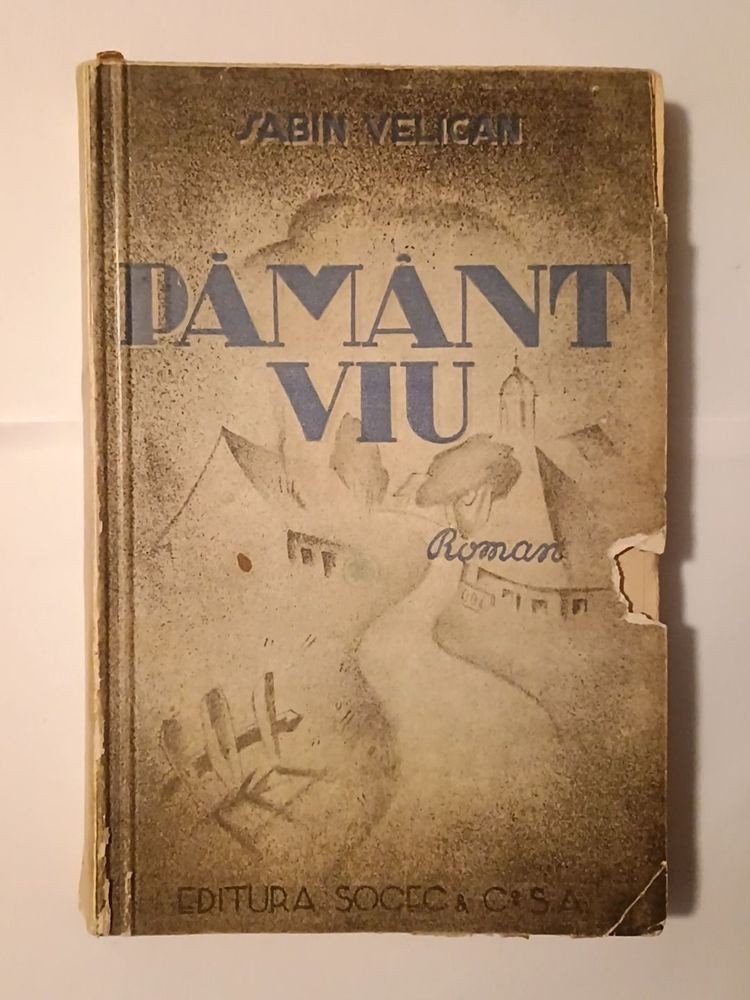 SABIN VELICAN
PĂMÂNT
VIU
Roman
EDITURA SOCEC & Co S.A.